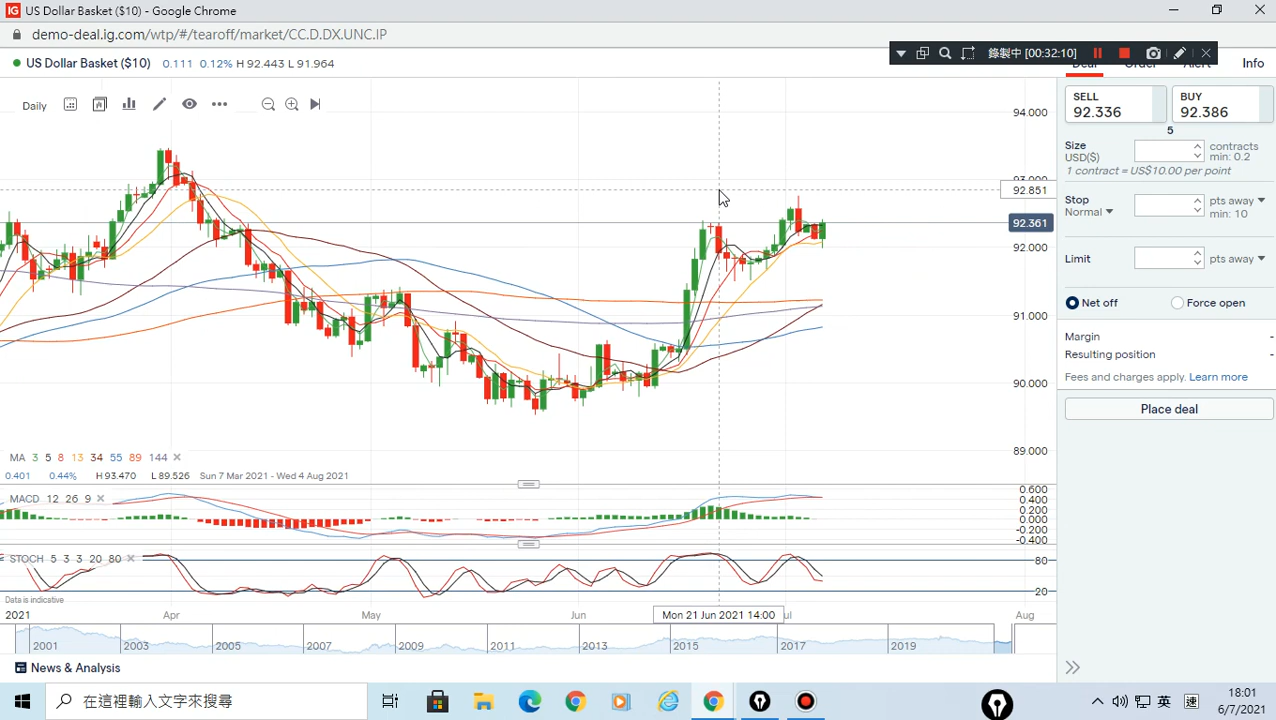 IG US Dollar Basket ($10) - Google Chrome
demo-deal.ig.com/wtp/#/tearoff/market/CC.D.DX.UNC.IP
錄製中 [00:32:10]
US Dollar Basket ($10) 0.111 0.12% H 92.443 L 91.964
Deal Order Alert Info
Daily
94.000
93.000
92.851
92.361
92.000
91.000
90.000
89.000
MA 3 5 8 13 34 55 89 144
0.401 0.44% H 93.470 L 89.526 Sun 7 Mar 2021 - Wed 4 Aug 2021
MACD 12 26 9
0.600
0.400
0.200
0.000
-0.200
-0.400
STOCH 5 3 3 20 80
80
20
Data is indicative
2021 Apr May Jun Mon 21 Jun 2021 14:00 ul Aug
2001 2003 2005 2007 2009 2011 2013 2015 2017 2019
News & Analysis
SELL
92.336
BUY
92.386
5
Size
USD($)
contracts
min: 0.2
1 contract = US$10.00 per point
Stop
Normal
pts away
min: 10
Limit
pts away
Net off
Force open
Margin -
Resulting position -
Fees and charges apply. Learn more
Place deal
在這裡輸入文字來搜尋
英
18:01
6/7/2021